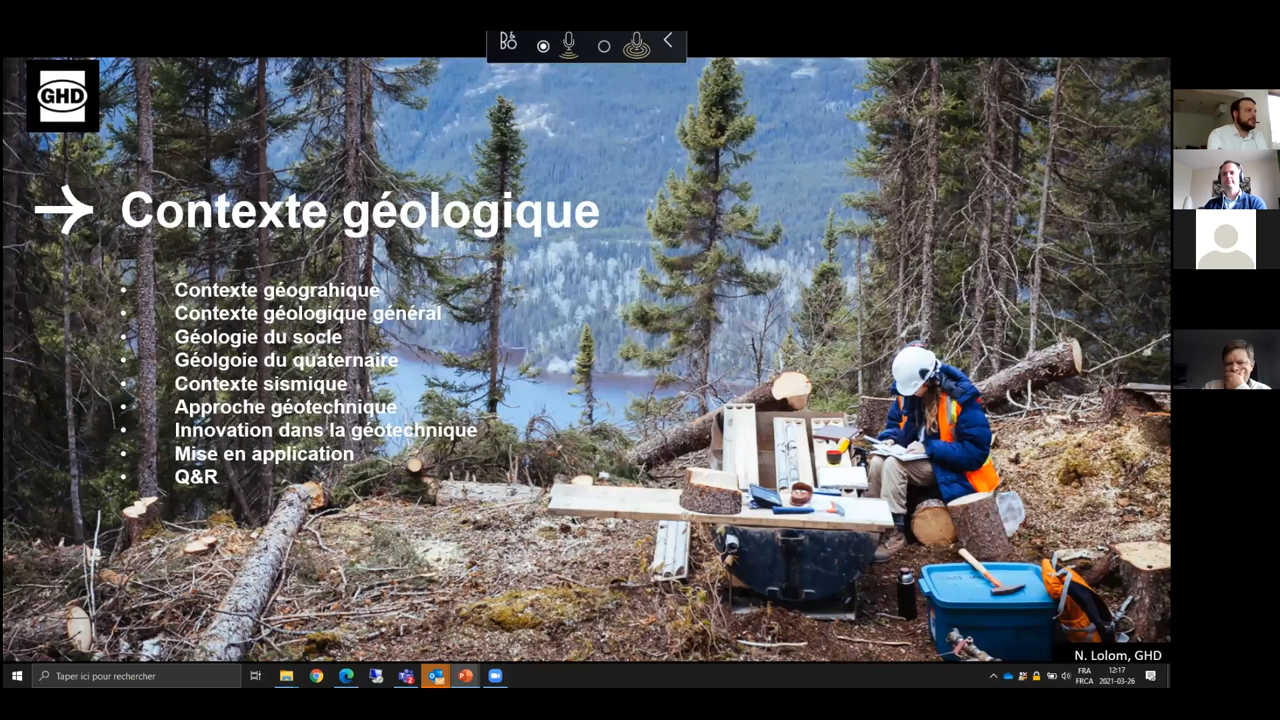 B&O
GHD
Contexte géologique
• Contexte géograhique
• Contexte géologique général
• Géologie du socle
• Géolgoie du quaternaire
• Contexte sismique
• Approche géotechnique
• Innovation dans la géotechnique
• Mise en application
• Q&R
N. Lolom, GHD
Taper ici pour rechercher
FRA
FRCA
12:17
2021-03-26